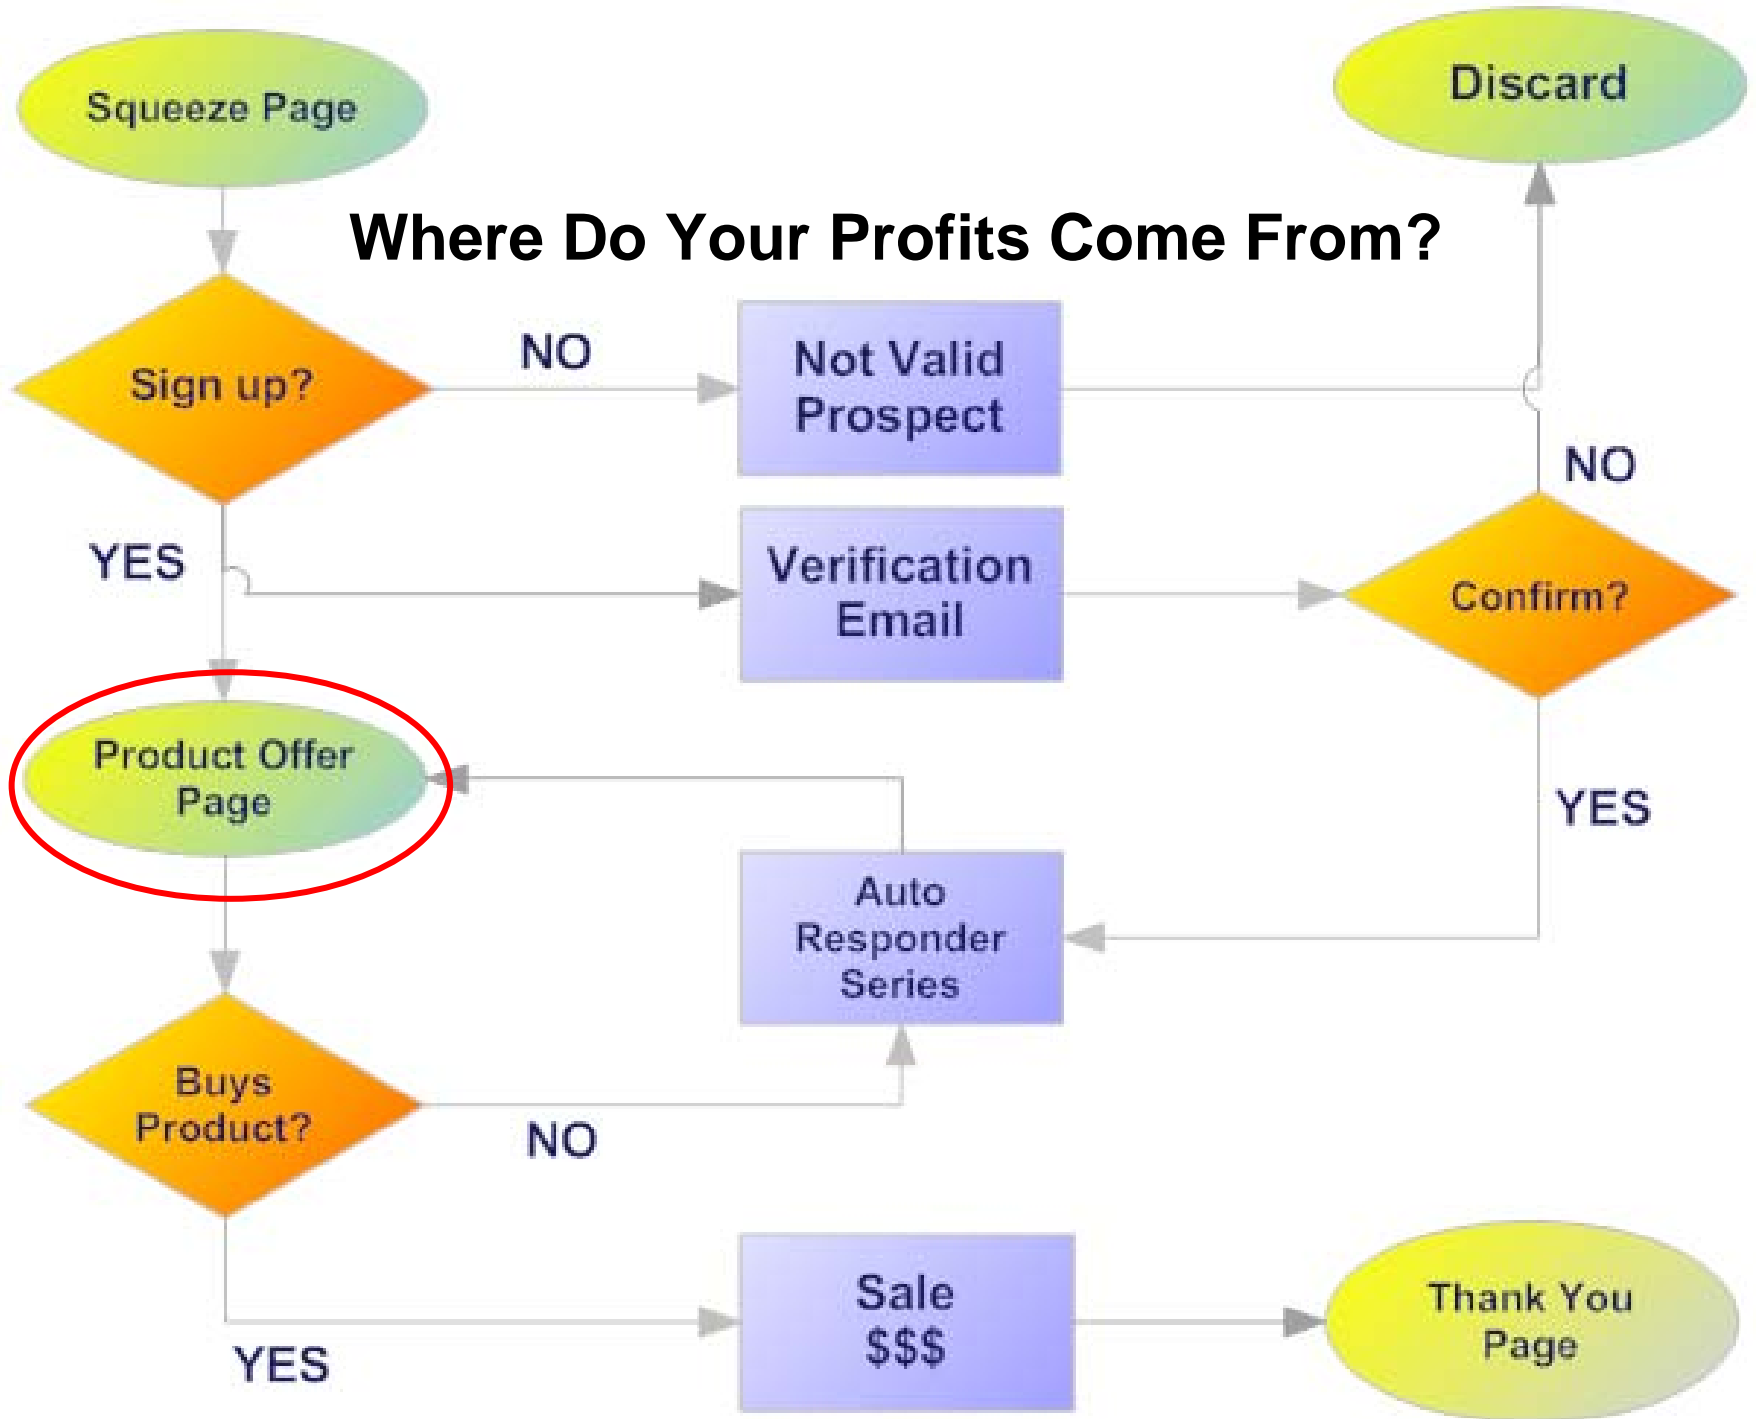 Squeeze Page
Discard
Where Do Your Profits Come From?
Sign up?
NO
Not Valid
Prospect
NO
YES
Verification
Email
Confirm?
Product Offer
Page
YES
Auto
Responder
Series
Buys
Product?
NO
Sale
$$$
Thank You
Page
YES